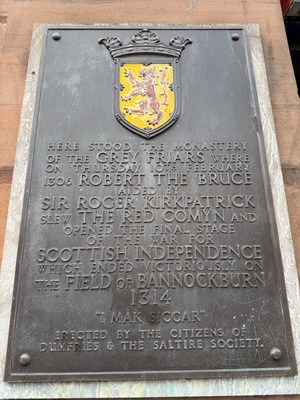 HERE STOOD THE MONASTERY
OF THE GREY FRIARS WHERE
ON THURSDAY 10TH FEBRUARY
1306 ROBERT THE BRUCE
AIDED BY
SIR ROGER KIRKPATRICK
SLEW THE RED COMYN AND
OPENED THE FINAL STAGE
OF THE WAR FOR
SCOTTISH INDEPENDENCE
WHICH ENDED VICTORIOUSLY ON
THE FIELD OF BANNOCKBURN
1314
"I MAK SICCAR"
ERECTED BY THE CITIZENS OF
DUMFRIES & THE SALTIRE SOCIETY.